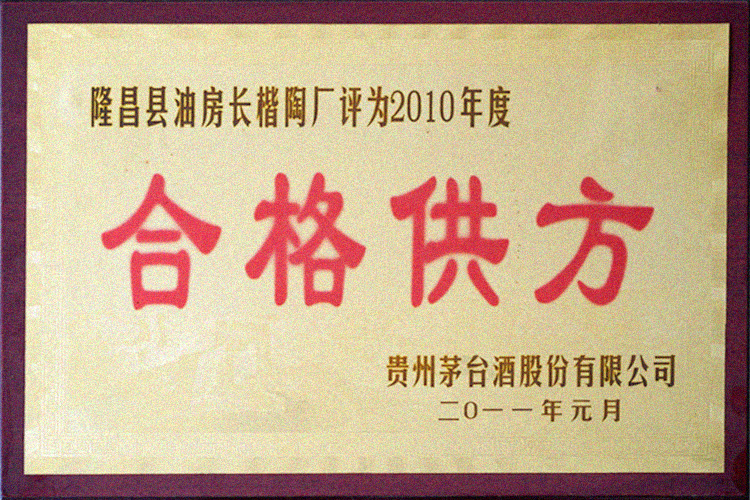 隆昌县油房长楷陶厂评为2010年度
合格供方
贵州茅台酒股份有限公司
二O一一年元月